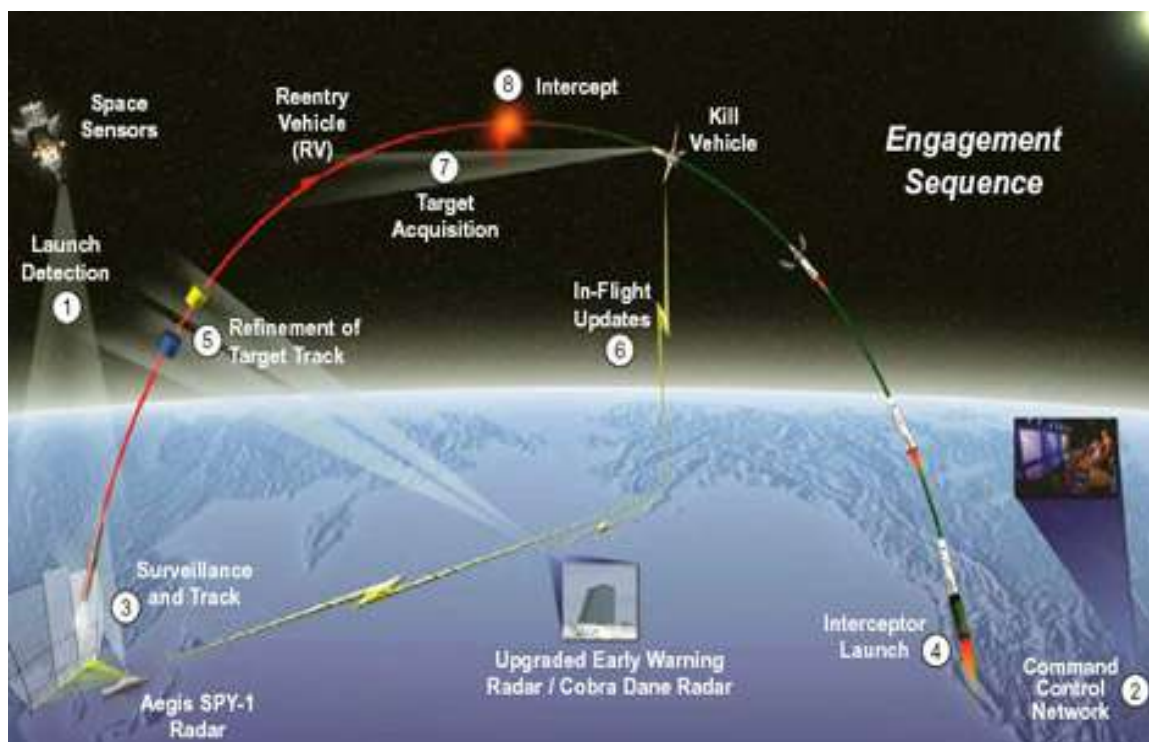 Engagement
Sequence
Space
Sensors
Launch
Detection
1
Reentry
Vehicle
(RV)
8 Intercept
Kill
Vehicle
7
Target
Acquisition
5 Refinement of
Target Track
In-Flight
Updates
6
3 Surveillance
and Track
Aegis SPY-1
Radar
Upgraded Early Warning
Radar / Cobra Dane Radar
Interceptor
Launch 4
Command
Control 2
Network